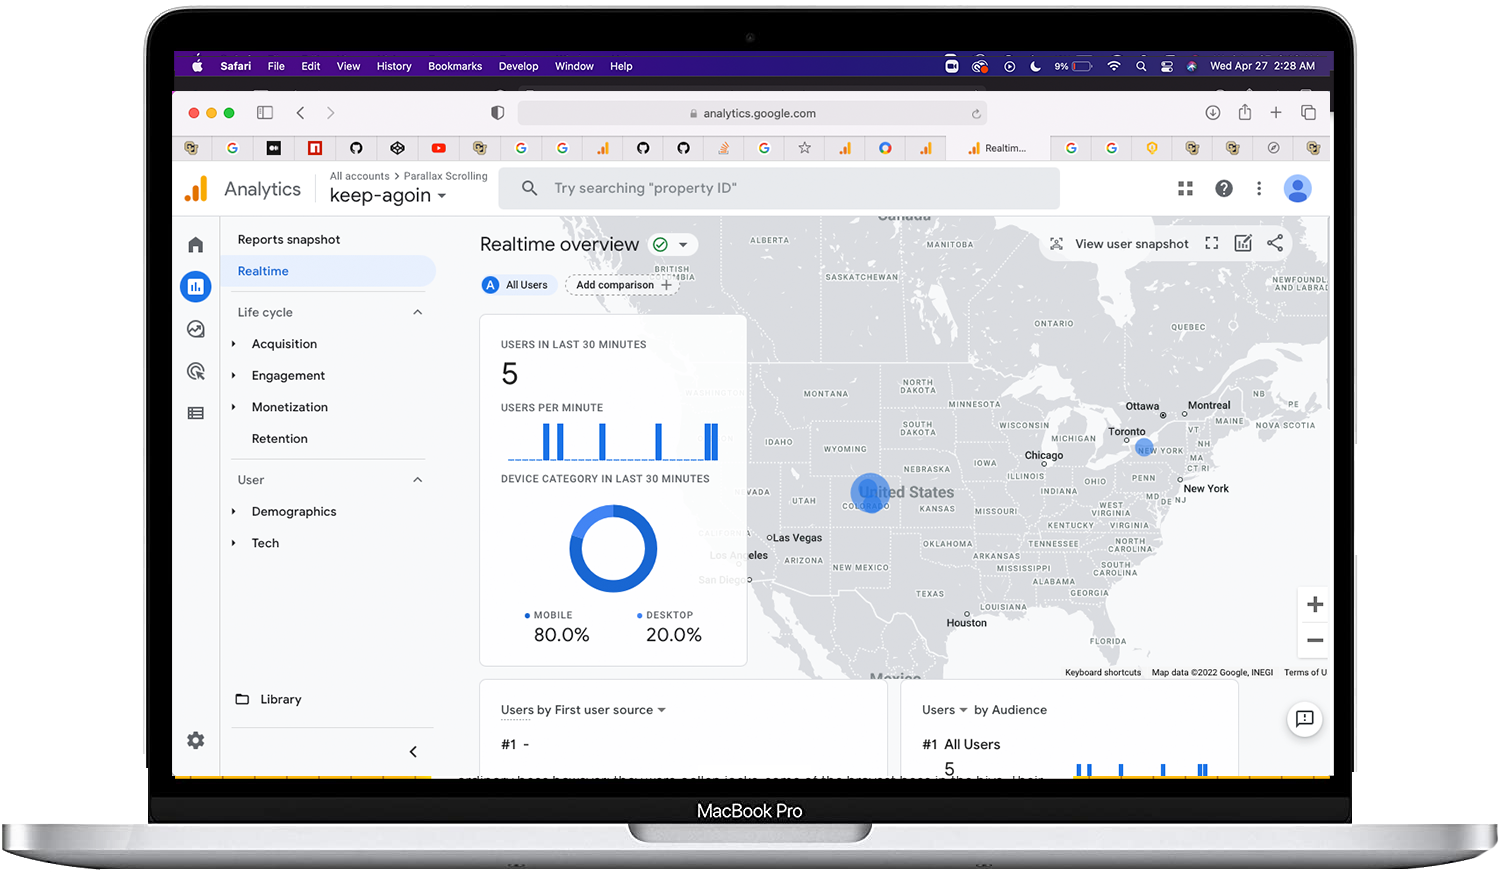 Safari File Edit View History Bookmarks Develop Window Help
9% Wed Apr 27 2:28 AM
analytics.google.com
Realtim...
Analytics
All accounts > Parallax Scrolling
keep-agoin
Try searching "property ID"
Reports snapshot
Realtime
Life cycle
Acquisition
Engagement
Monetization
Retention
User
Demographics
Tech
Library
Realtime overview
View user snapshot
A All Users
Add comparison +
USERS IN LAST 30 MINUTES
5
USERS PER MINUTE
DEVICE CATEGORY IN LAST 30 MINUTES
MOBILE
80.0%
DESKTOP
20.0%
Canada
ALBERTA
MANITOBA
BRITISH
SASKATCHEWAN
NEWFOUNDL
AND LABRAD
ONTARIO
QUEBEC
WASHINGTON
MONTANA
NORTH
DAKOTA
MINNESOTA
Ottawa
Montreal
NB
PE
MAINE
NOVA SCOTIA
SOUTH
DAKOTA
WISCONSIN
MICHIGAN
Toronto
VT
NH
IDAHO
WYOMING
Chicago
NEW YORK
MA
CT RI
NEBRASKA
IOWA
ILLINOIS
INDIANA
OHIO
PENN
New York
VADA
UTAH
United States
COLORADO
KANSAS
MISSOURI
WEST
VIRGINIA
MD
DE
NJ
KENTUCKY
VIRGINIA
CALIFORNIA
Las Vegas
Los Angeles
ARIZONA
NEW MEXICO
OKLAHOMA
ARKANSAS
TENNESSEE
NORTH
CAROLINA
San Diego
MISSISSIPPI
SOUTH
CAROLINA
ALABAMA
TEXAS
LOUISIANA
GEORGIA
Houston
FLORIDA
Mexico
Keyboard shortcuts Map data ©2022 Google, INEGI Terms of U
Users by First user source
#1 -
Users by Audience
#1 All Users
5
MacBook Pro